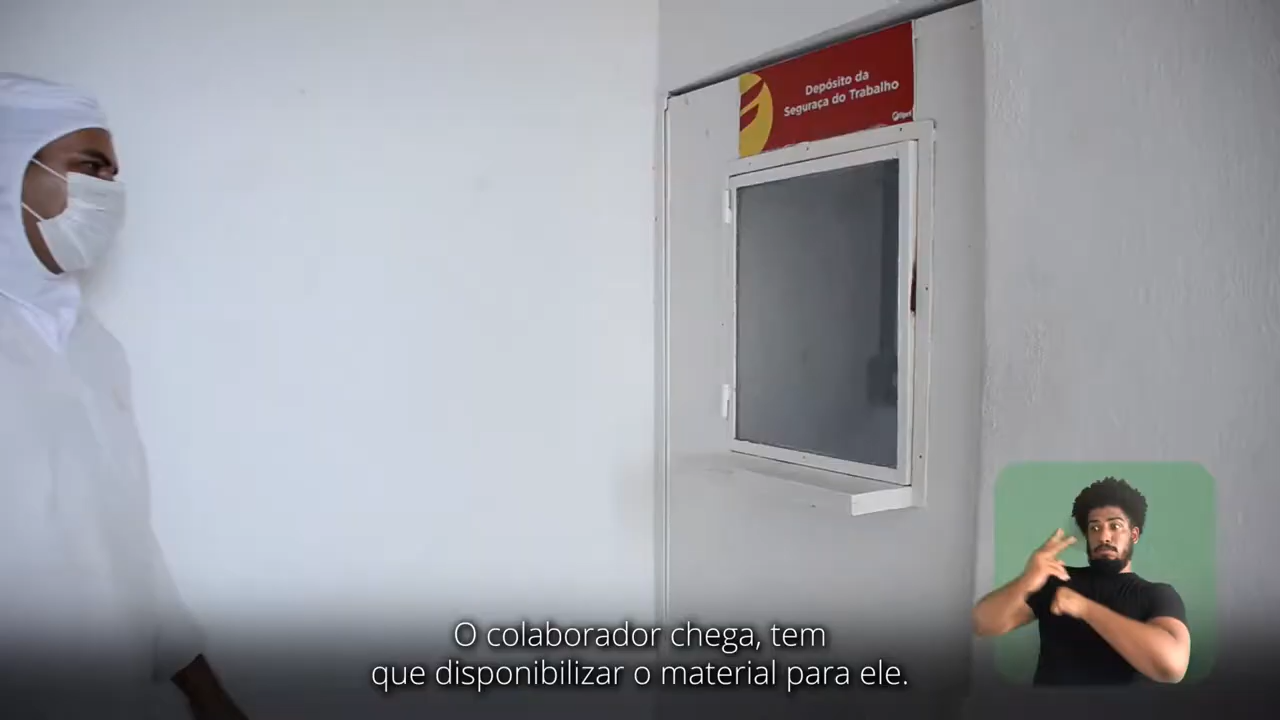 Depósito da
Seguraça do Trabalho
O colaborador chega, tem
que disponibilizar o material para ele.